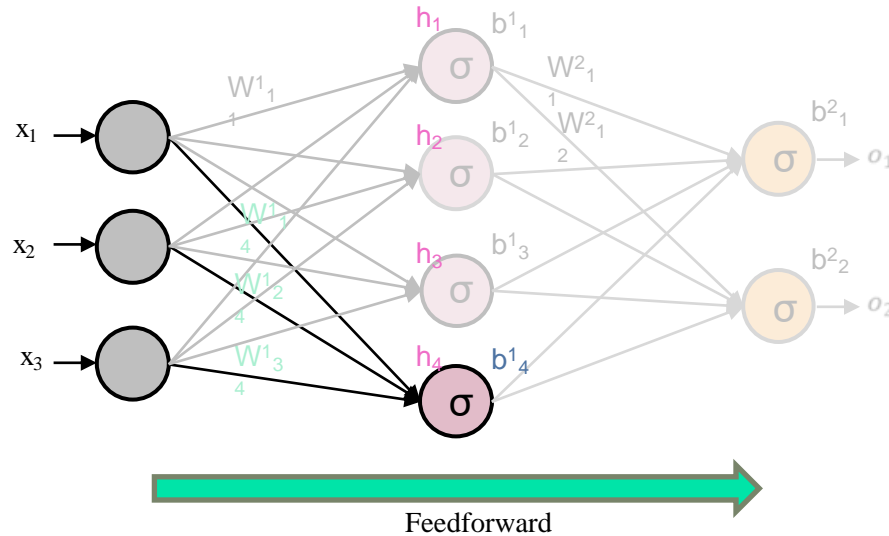 h₁ b¹₁
σ
W¹₁
₁
W²₁
₁
x₁
h₂ b¹₂
W²₁
₂
b²₁
σ
σ
o₁
W¹₁
₄
x₂
h₃ b¹₃
b²₂
W¹₂
₄
σ
σ
o₂
x₃
W¹₃
₄
h₄ b¹₄
σ
Feedforward